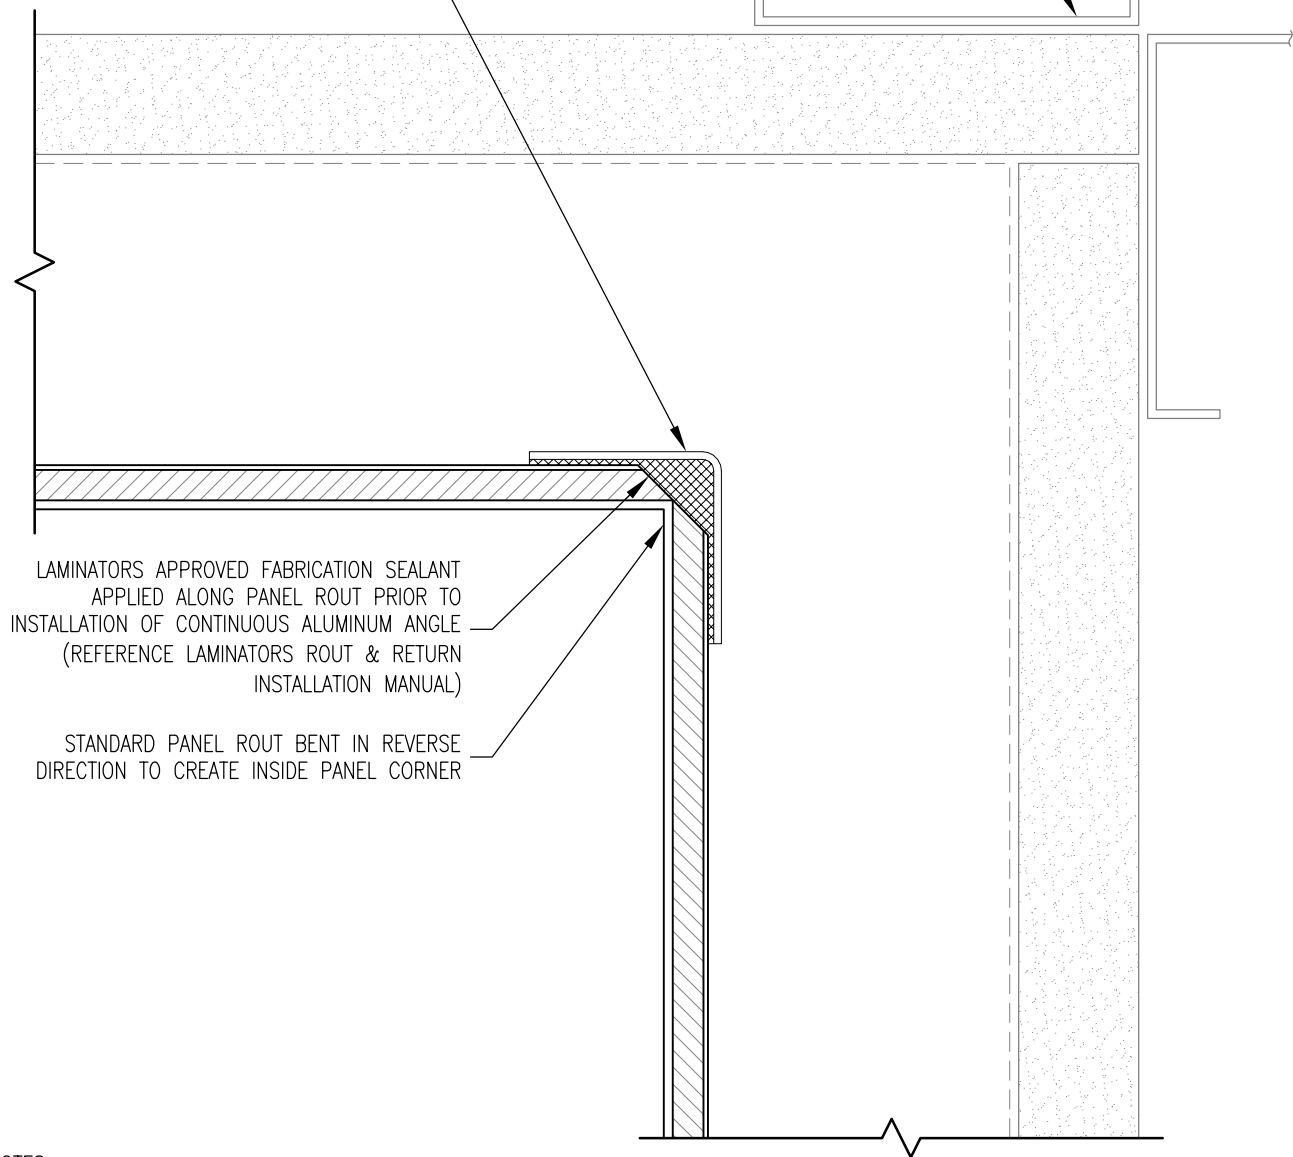 LAMINATORS APPROVED FABRICATION SEALANT
APPLIED ALONG PANEL ROUT PRIOR TO
INSTALLATION OF CONTINUOUS ALUMINUM ANGLE
(REFERENCE LAMINATORS ROUT & RETURN
INSTALLATION MANUAL)
STANDARD PANEL ROUT BENT IN REVERSE
DIRECTION TO CREATE INSIDE PANEL CORNER